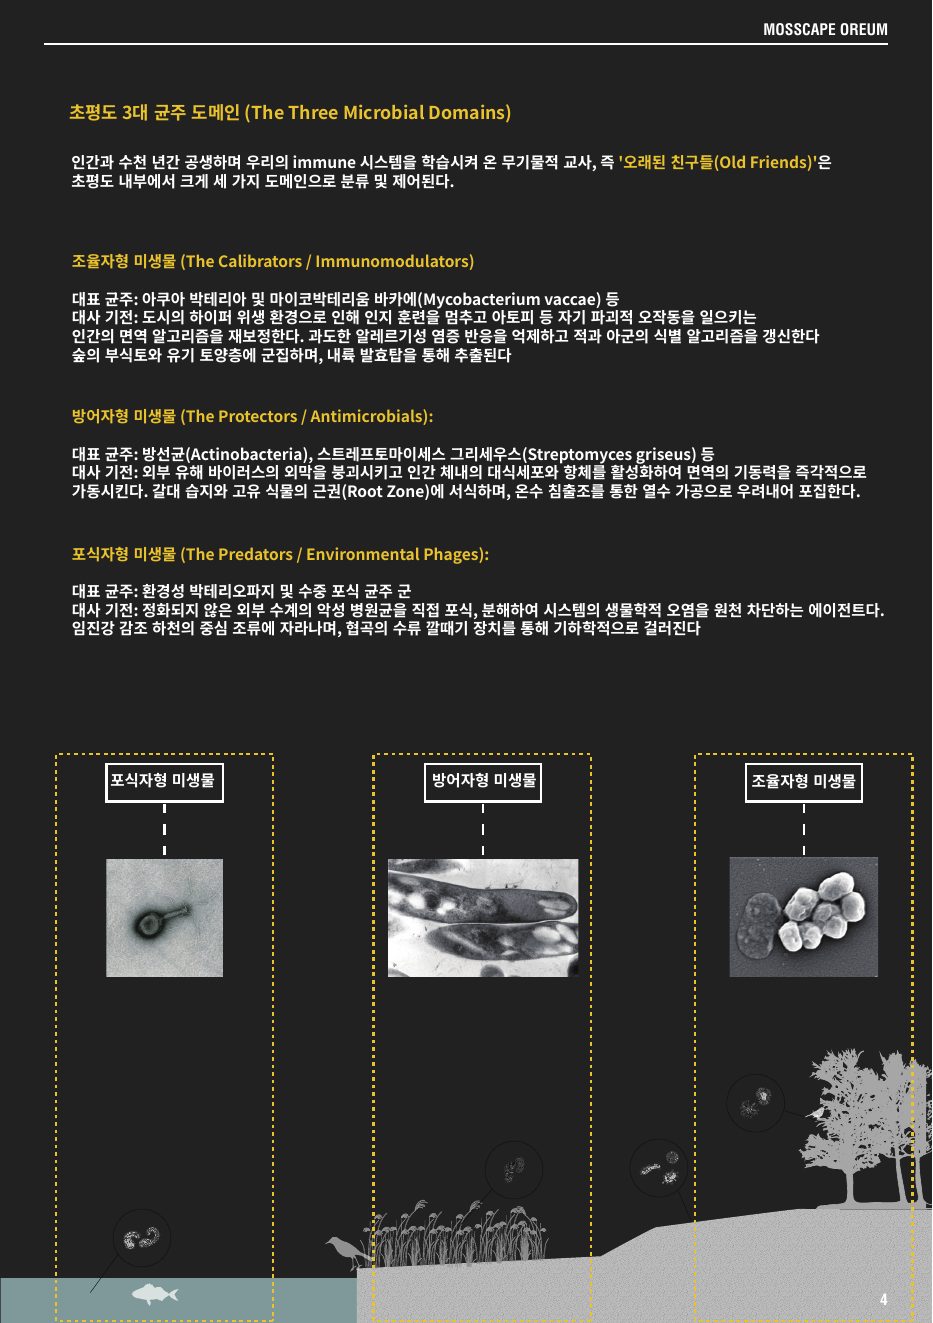 MOSSCAPE OREUM
초평도 3대 균주 도메인 (The Three Microbial Domains)
인간과 수천 년간 공생하며 우리의 immune 시스템을 학습시켜 온 무기물적 교사, 즉 '오래된 친구들(Old Friends)'은
초평도 내부에서 크게 세 가지 도메인으로 분류 및 제어된다.
조율자형 미생물 (The Calibrators / Immunomodulators)
대표 균주: 아쿠아 박테리아 및 마이코박테리움 바카에(Mycobacterium vaccae) 등
대사 기전: 도시의 하이퍼 위생 환경으로 인해 인지 훈련을 멈추고 아토피 등 자기 파괴적 오작동을 일으키는
인간의 면역 알고리즘을 재보정한다. 과도한 알레르기성 염증 반응을 억제하고 적과 아군의 식별 알고리즘을 갱신한다
숲의 부식토와 유기 토양층에 군집하며, 내륙 발효탑을 통해 추출된다
방어자형 미생물 (The Protectors / Antimicrobials):
대표 균주: 방선균(Actinobacteria), 스트레프토마이세스 그리세우스(Streptomyces griseus) 등
대사 기전: 외부 유해 바이러스의 외막을 붕괴시키고 인간 체내의 대식세포와 항체를 활성화하여 면역의 기동력을 즉각적으로
가동시킨다. 갈대 습지와 고유 식물의 근권(Root Zone)에 서식하며, 온수 침출조를 통한 열수 가공으로 우려내어 포집한다.
포식자형 미생물 (The Predators / Environmental Phages):
대표 균주: 환경성 박테리오파지 및 수중 포식 균주 군
대사 기전: 정화되지 않은 외부 수계의 악성 병원균을 직접 포식, 분해하여 시스템의 생물학적 오염을 원천 차단하는 에이전트다.
임진강 감조 하천의 중심 조류에 자라나며, 협곡의 수류 깔때기 장치를 통해 기하학적으로 걸러진다
포식자형 미생물
방어자형 미생물
조율자형 미생물
4